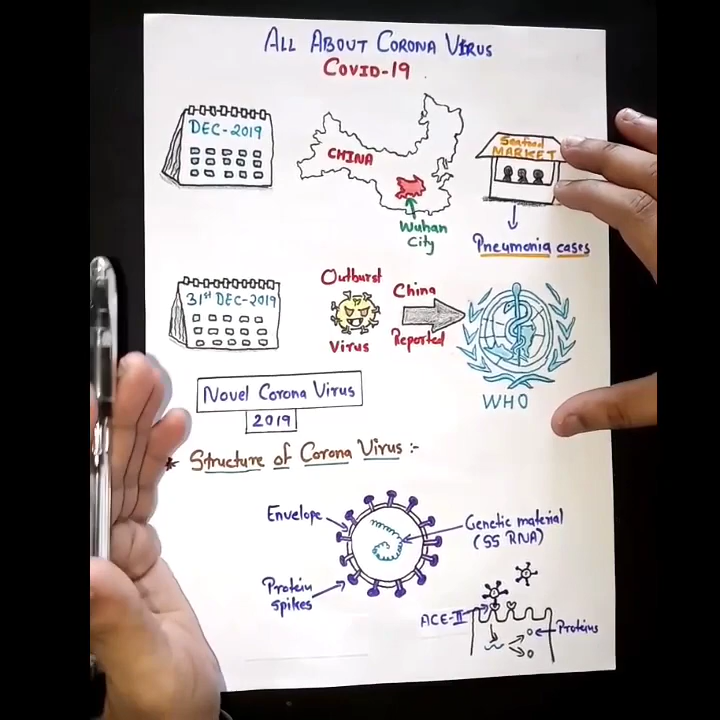 ALL ABOUT CORONA VIRUS
COVID-19
DEC-2019
CHINA
Wuhan
City
Seafood
MARKET
Pneumonia cases
31st DEC-2019
Outburst
Virus
China
Reported
WHO
Novel Corona Virus
2019
* Structure of Corona Virus :-
Envelope
Genetic material
(SS RNA)
Protein
spikes
ACE-II
Proteins